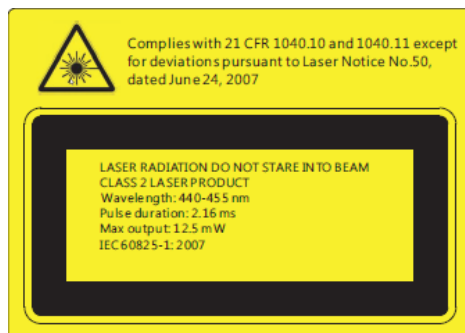 Complies with 21 CFR 1040.10 and 1040.11 except
for deviations pursuant to Laser Notice No.50,
dated June 24, 2007
LASER RADIATION DO NOT STARE INTO BEAM
CLASS 2 LASER PRODUCT
Wavelength: 440-455 nm
Pulse duration: 2.16 ms
Max output: 12.5 mW
IEC60825-1: 2007